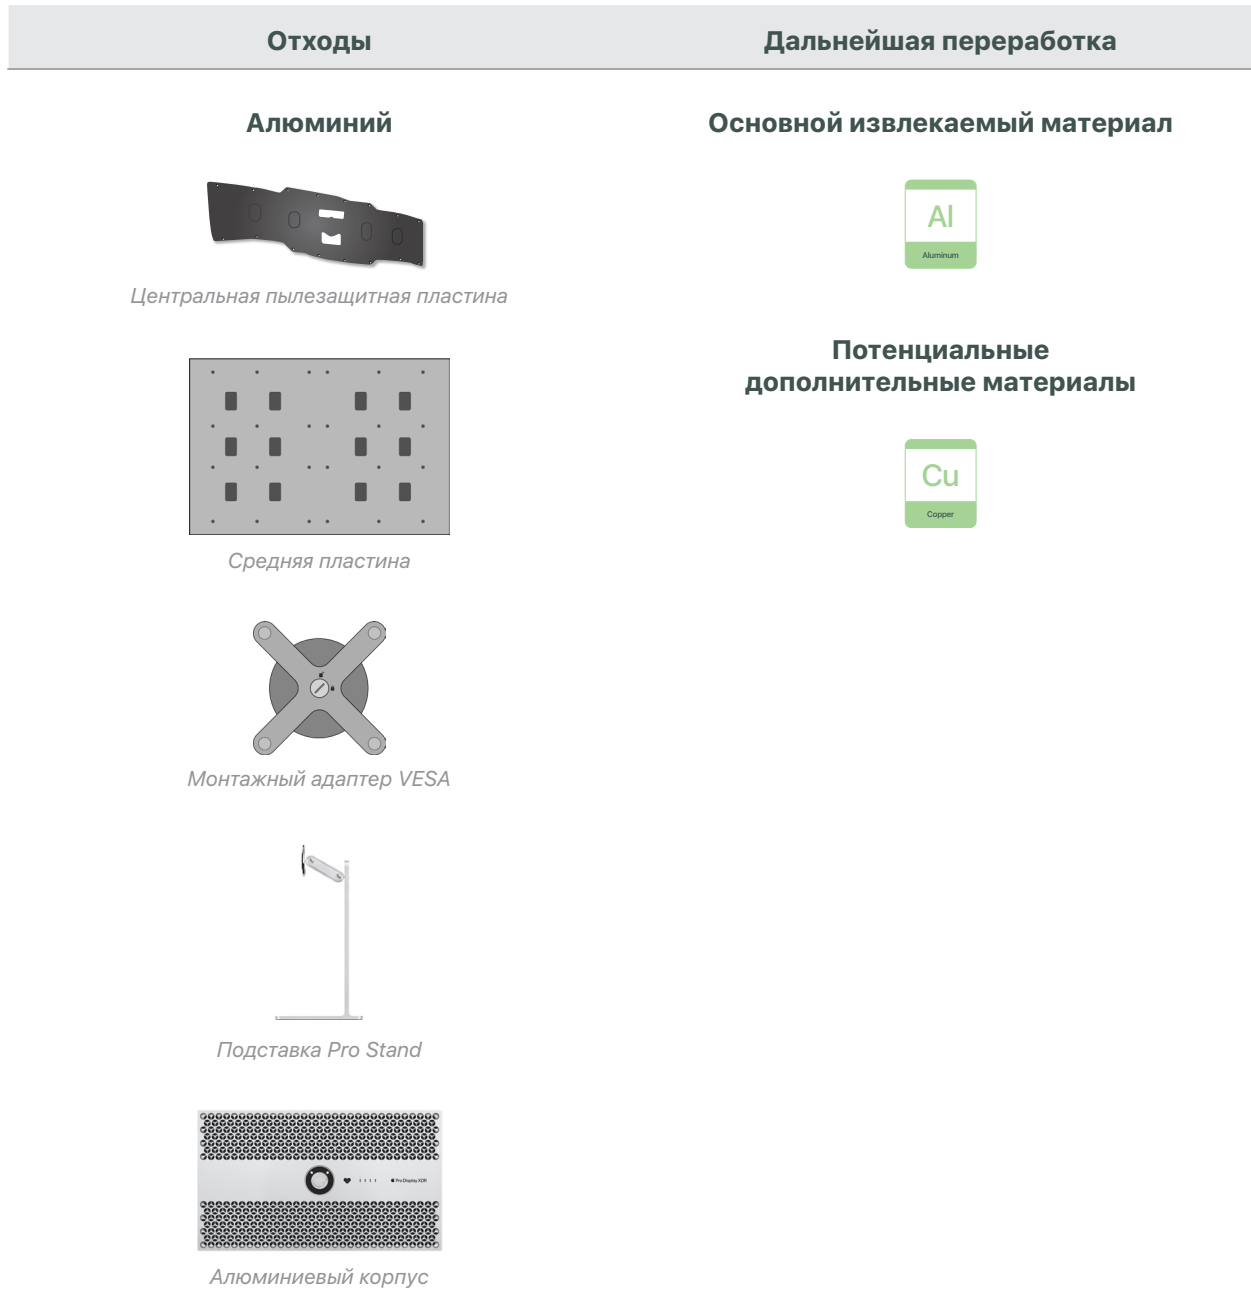 Отходы
Дальнейшая переработка
Алюминий
Основной извлекаемый материал
Al
Aluminum
Центральная пылезащитная пластина
Потенциальные
дополнительные материалы
Cu
Copper
Средняя пластина
Монтажный адаптер VESA
Подставка Pro Stand
Pro Display XDR
Алюминиевый корпус